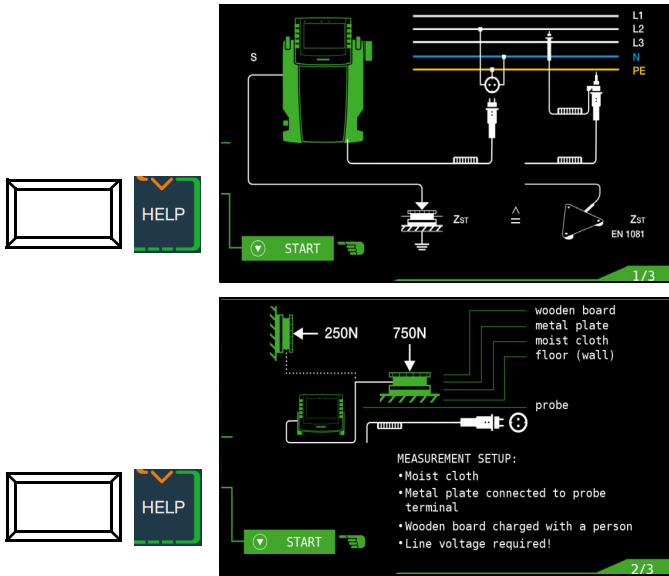 L1
L2
L3
N
PE
S
HELP
ZST
^
=
ZST
EN 1081
START
1/3
250N
750N
wooden board
metal plate
moist cloth
floor (wall)
probe
MEASUREMENT SETUP:
•Moist cloth
•Metal plate connected to probe
terminal
•Wooden board charged with a person
•Line voltage required!
HELP
START
2/3